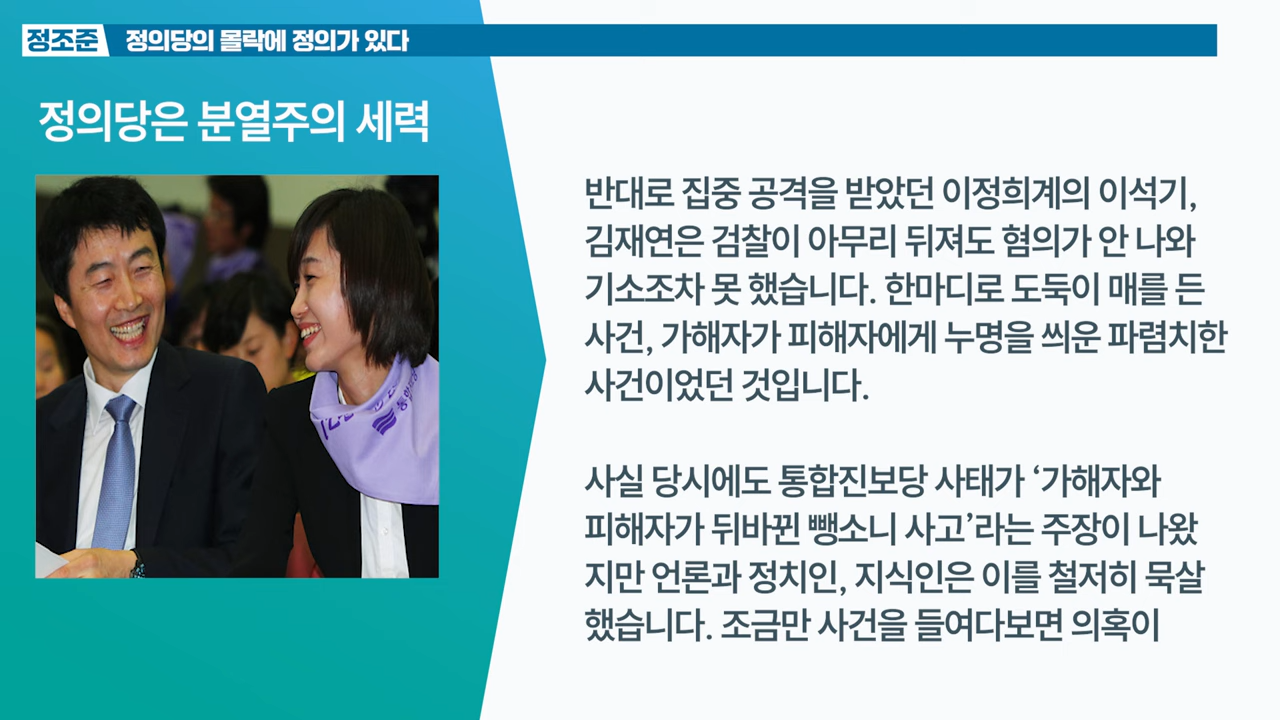 정조준 정의당의 몰락에 정의가 있다
정의당은 분열주의 세력
반대로 집중 공격을 받았던 이정희계의 이석기,
김재연은 검찰이 아무리 뒤져도 혐의가 안 나와
기소조차 못 했습니다. 한마디로 도둑이 매를 든
사건, 가해자가 피해자에게 누명을 씌운 파렴치한
사건이었던 것입니다.
사실 당시에도 통합진보당 사태가 ‘가해자와
피해자가 뒤바뀐 뺑소니 사고’라는 주장이 나왔
지만 언론과 정치인, 지식인은 이를 철저히 묵살
했습니다. 조금만 사건을 들여다보면 의혹이